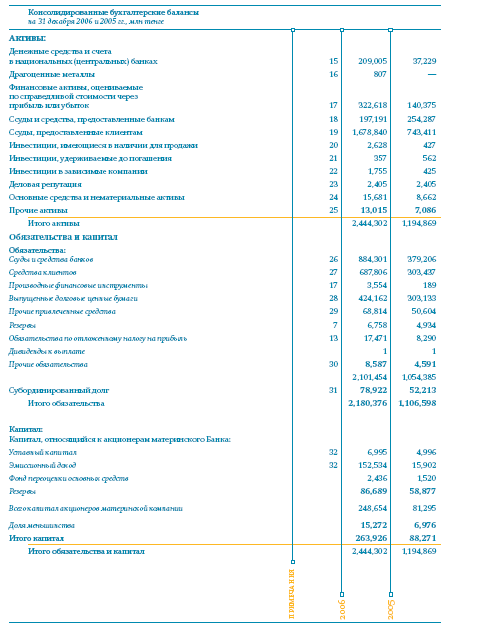 Консолидированные бухгалтерские балансы
на 31 декабря 2006 и 2005 гг., млн тенге
Активы:
Денежные средства и счета
в национальных (центральных) банках 15 209,005 37,229
Драгоценные металлы 16 807 —
Финансовые активы, оцениваемые
по справедливой стоимости через
прибыль или убыток 17 322,618 140,375
Ссуды и средства, предоставленные банкам 18 197,191 254,287
Ссуды, предоставленные клиентам 19 1,678,840 743,411
Инвестиции, имеющиеся в наличии для продажи 20 2,628 427
Инвестиции, удерживаемые до погашения 21 357 562
Инвестиции в зависимые компании 22 1,755 425
Деловая репутация 23 2,405 2,405
Основные средства и нематериальные активы 24 15,681 8,662
Прочие активы 25 13,015 7,086
Итого активы 2,444,302 1,194,869
Обязательства и капитал
Обязательства:
Ссуды и средства банков 26 884,301 379,206
Средства клиентов 27 687,806 303,437
Производные финансовые инструменты 17 3,554 189
Выпущенные долговые ценные бумаги 28 424,162 303,133
Прочие привлеченные средства 29 68,814 50,604
Резервы 7 6,758 4,934
Обязательства по отложенному налогу на прибыль 13 17,471 8,290
Дивиденды к выплате 1 1
Прочие обязательства 30 8,587 4,591
2,101,454 1,054,385
Субординированный долг 31 78,922 52,213
Итого обязательства 2,180,376 1,106,598
Капитал:
Капитал, относящийся к акционерам материнского Банка:
Уставный капитал 32 6,995 4,996
Эмиссионный доход 32 152,534 15,902
Фонд переоценки основных средств 2,436 1,520
Резервы 86,689 58,877
Всего капитал акционеров материнской компании 248,654 81,295
Доля меньшинства 15,272 6,976
Итого капитал 263,926 88,271
Итого обязательства и капитал 2,444,302 1,194,869
ПРИМЕЧАНИЯ
2006
2005